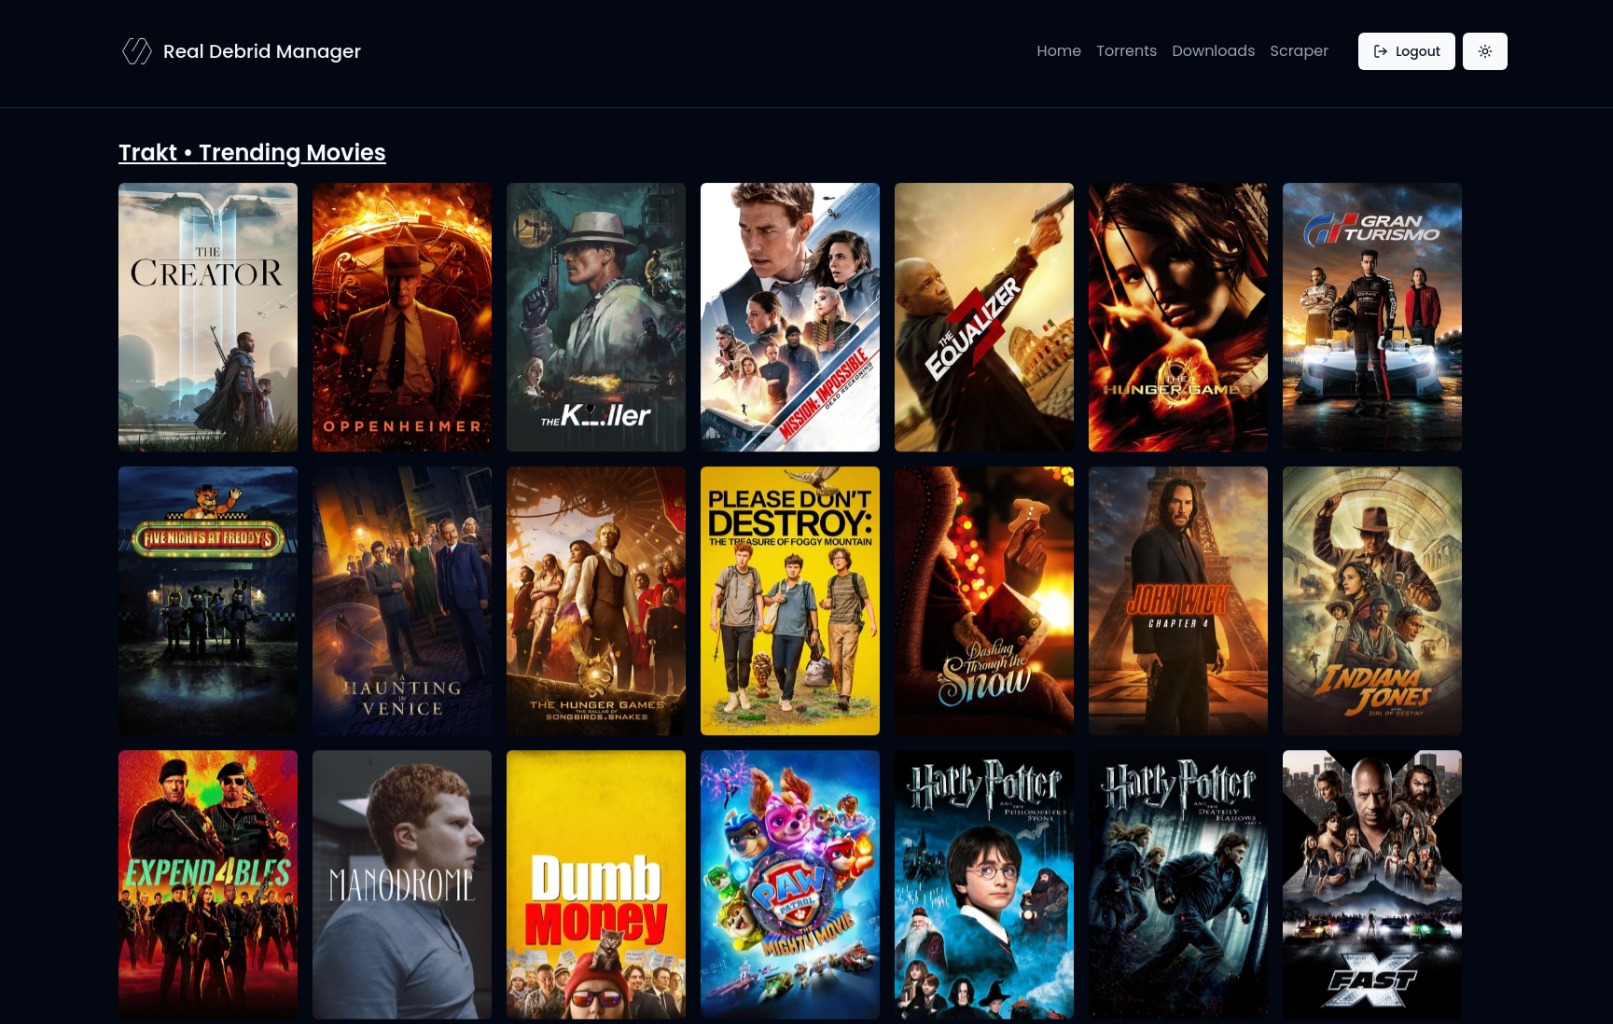 Real Debrid Manager
Home Torrents Downloads Scraper Logout
Trakt • Trending Movies
THE
CREATOR
OPPENHEIMER
THE K...ller
MISSION: IMPOSSIBLE
DEAD RECKONING
THE
EQUALIZER
3
THE
HUNGER GAMES
GRAN
TURISMO
FIVE NIGHTS AT FREDDY'S
A
HAUNTING
IN
VENICE
THE HUNGER GAMES
THE BALLAD OF
SONGBIRDS & SNAKES
PLEASE DON'T
DESTROY:
THE TREASURE OF FOGGY MOUNTAIN
Dashing
Through the
Snow
JOHN WICK
CHAPTER 4
INDIANA
JONES
DIAL OF DESTINY
EXPEND4BLES
MANODROME
Dumb
Money
PAW
PATROL
THE
MIGHTY MOVIE
Harry Potter
AND THE
PHILOSOPHER'S
STONE
Harry Potter
AND THE
DEATHLY
HALLOWS
FAST
X